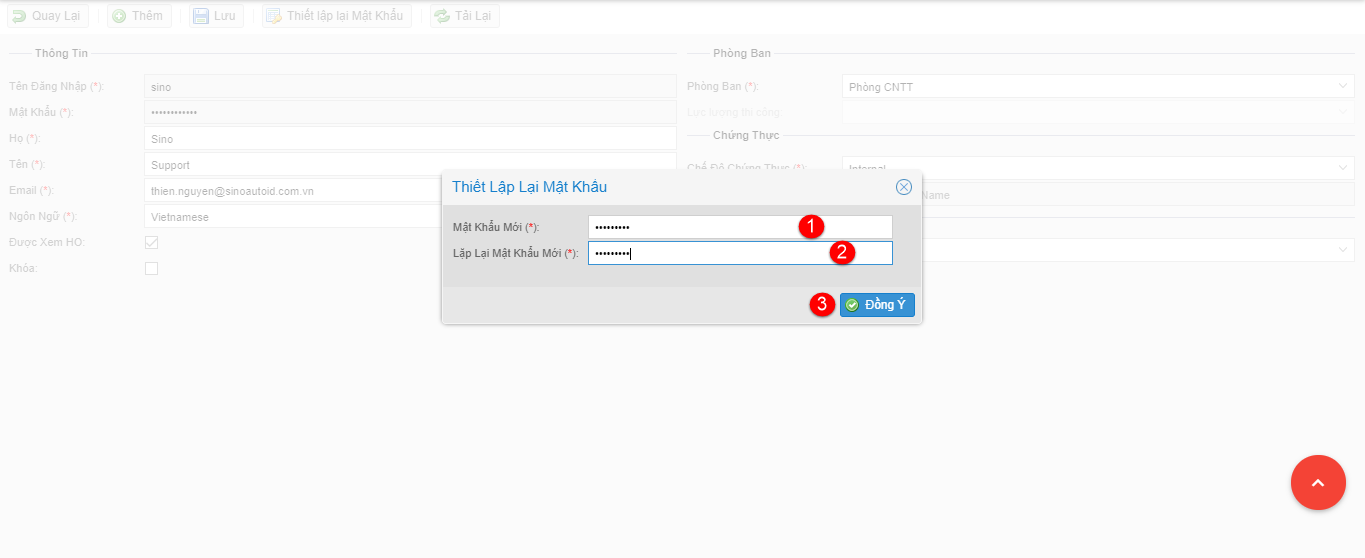 Quay Lại Thêm Lưu Thiết lập lại Mật Khẩu Tải Lại
Thông Tin
Tên Đăng Nhập (*): sino
Mật Khẩu (*): ••••••••••••
Họ (*): Sino
Tên (*): Support
Email (*): thien.nguyen@sinoautoid.com.vn
Ngôn Ngữ (*): Vietnamese
Được Xem HO:
Khóa:
Phòng Ban
Phòng Ban (*): Phòng CNTT
Lực lượng thi công:
Chứng Thực
Chế Độ Chứng Thực (*): Internal
Name
Thiết Lập Lại Mật Khẩu
Mật Khẩu Mới (*): ••••••••• 1
Lặp Lại Mật Khẩu Mới (*): ••••••••• 2
3 Đồng Ý